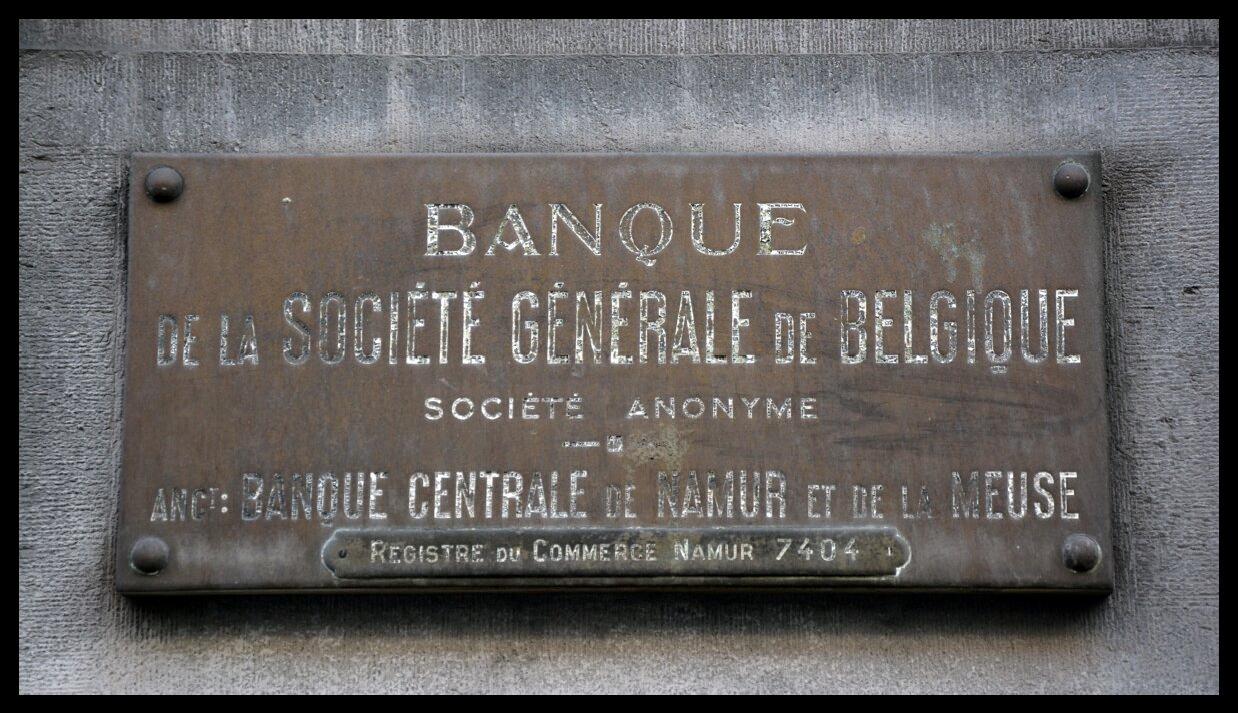 BANQUE
DE LA SOCIÉTÉ GÉNÉRALE DE BELGIQUE
SOCIÉTÉ ANONYME
ANCT: BANQUE CENTRALE DE NAMUR ET DE LA MEUSE
REGISTRE DU COMMERCE NAMUR 7404